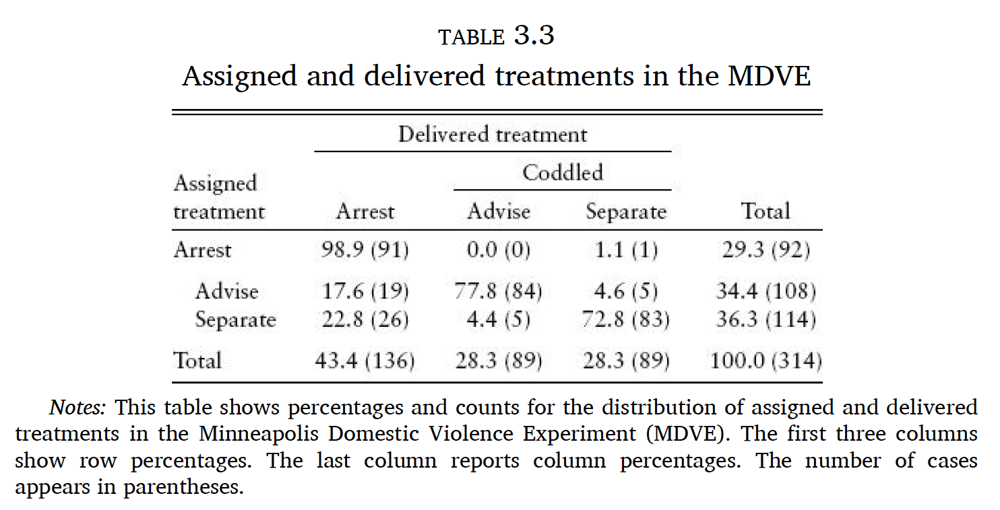 TABLE 3.3
Assigned and delivered treatments in the MDVE
Delivered treatment
Coddled
Assigned
treatment Arrest Advise Separate Total
Arrest 98.9 (91) 0.0 (0) 1.1 (1) 29.3 (92)
Advise 17.6 (19) 77.8 (84) 4.6 (5) 34.4 (108)
Separate 22.8 (26) 4.4 (5) 72.8 (83) 36.3 (114)
Total 43.4 (136) 28.3 (89) 28.3 (89) 100.0 (314)
Notes: This table shows percentages and counts for the distribution of assigned and delivered
treatments in the Minneapolis Domestic Violence Experiment (MDVE). The first three columns
show row percentages. The last column reports column percentages. The number of cases
appears in parentheses.